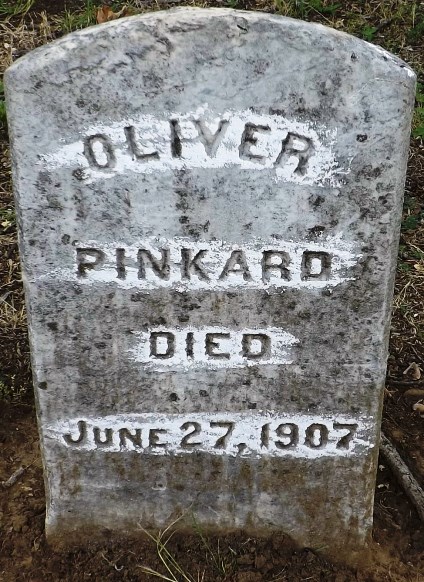 OLIVER
PINKARD
DIED
JUNE 27, 1907